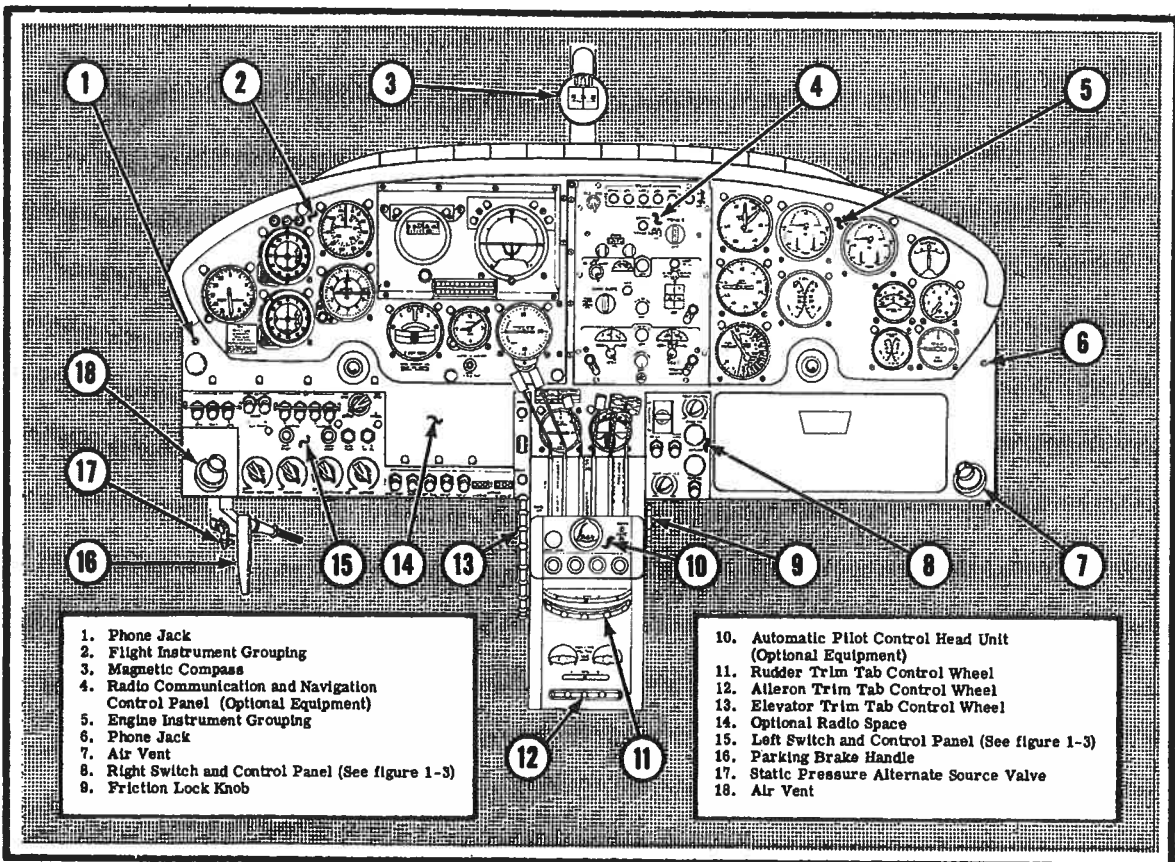 1
2
3
4
5
6
7
8
9
10
11
12
13
14
15
16
17
18
1. Phone Jack
2. Flight Instrument Grouping
3. Magnetic Compass
4. Radio Communication and Navigation
Control Panel (Optional Equipment)
5. Engine Instrument Grouping
6. Phone Jack
7. Air Vent
8. Right Switch and Control Panel (See figure 1-3)
9. Friction Lock Knob
10. Automatic Pilot Control Head Unit
(Optional Equipment)
11. Rudder Trim Tab Control Wheel
12. Aileron Trim Tab Control Wheel
13. Elevator Trim Tab Control Wheel
14. Optional Radio Space
15. Left Switch and Control Panel (See figure 1-3)
16. Parking Brake Handle
17. Static Pressure Alternate Source Valve
18. Air Vent